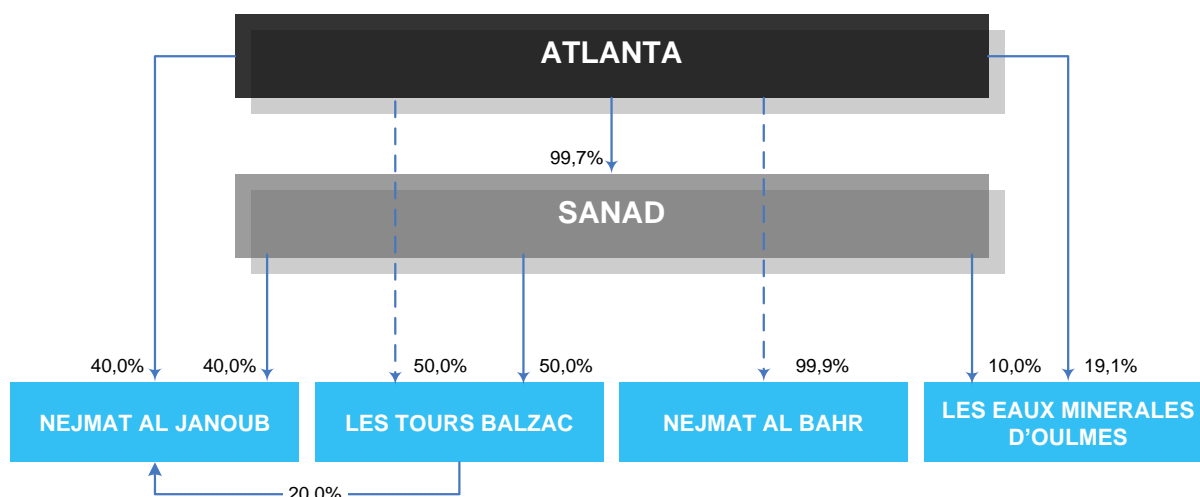 ATLANTA
99,7%
SANAD
40,0%
40,0%
50,0%
50,0%
99,9%
10,0%
19,1%
NEJMAT AL JANOUB
LES TOURS BALZAC
NEJMAT AL BAHR
LES EAUX MINERALES
D'OULMES
20,0%